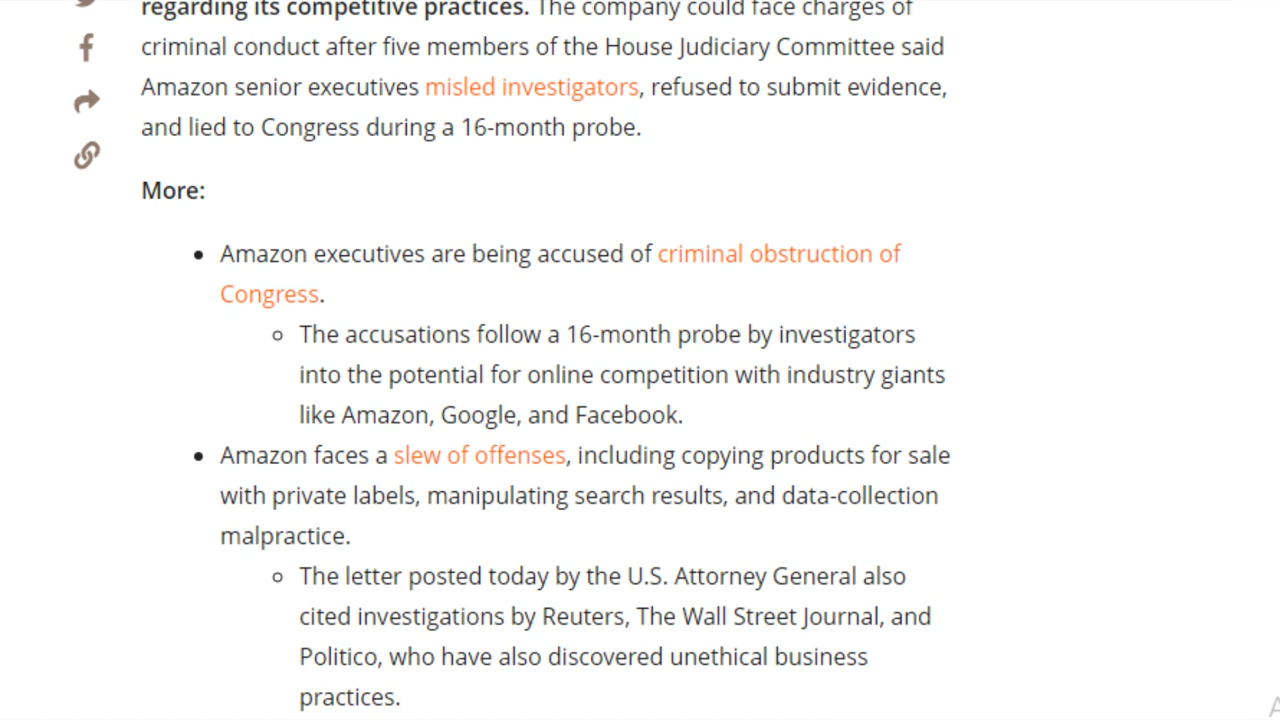 regarding its competitive practices. The company could face charges of
criminal conduct after five members of the House Judiciary Committee said
Amazon senior executives misled investigators, refused to submit evidence,
and lied to Congress during a 16-month probe.
More:
Amazon executives are being accused of criminal obstruction of
Congress.
The accusations follow a 16-month probe by investigators
into the potential for online competition with industry giants
like Amazon, Google, and Facebook.
Amazon faces a slew of offenses, including copying products for sale
with private labels, manipulating search results, and data-collection
malpractice.
The letter posted today by the U.S. Attorney General also
cited investigations by Reuters, The Wall Street Journal, and
Politico, who have also discovered unethical business
practices.